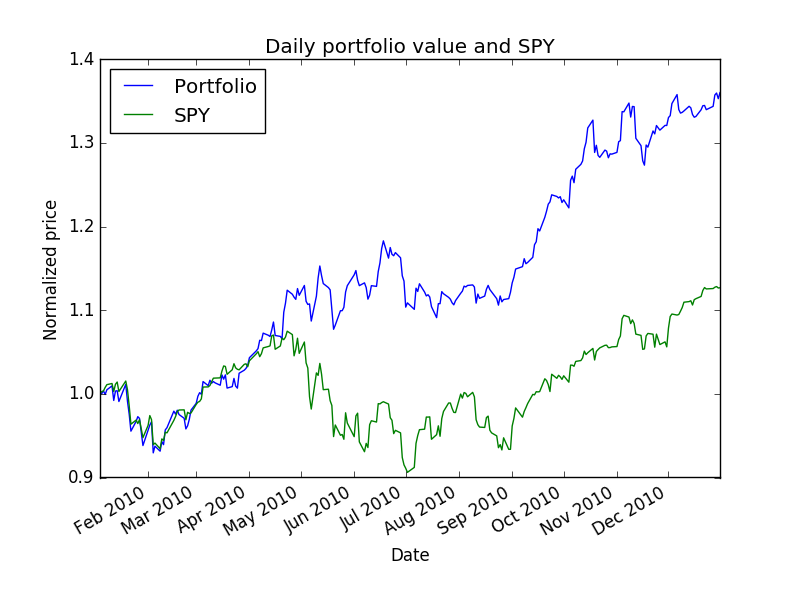 Daily portfolio value and SPY
Portfolio
SPY
1.4
1.3
1.2
1.1
1.0
0.9
Normalized price
Feb 2010
Mar 2010
Apr 2010
May 2010
Jun 2010
Jul 2010
Aug 2010
Sep 2010
Oct 2010
Nov 2010
Dec 2010
Date